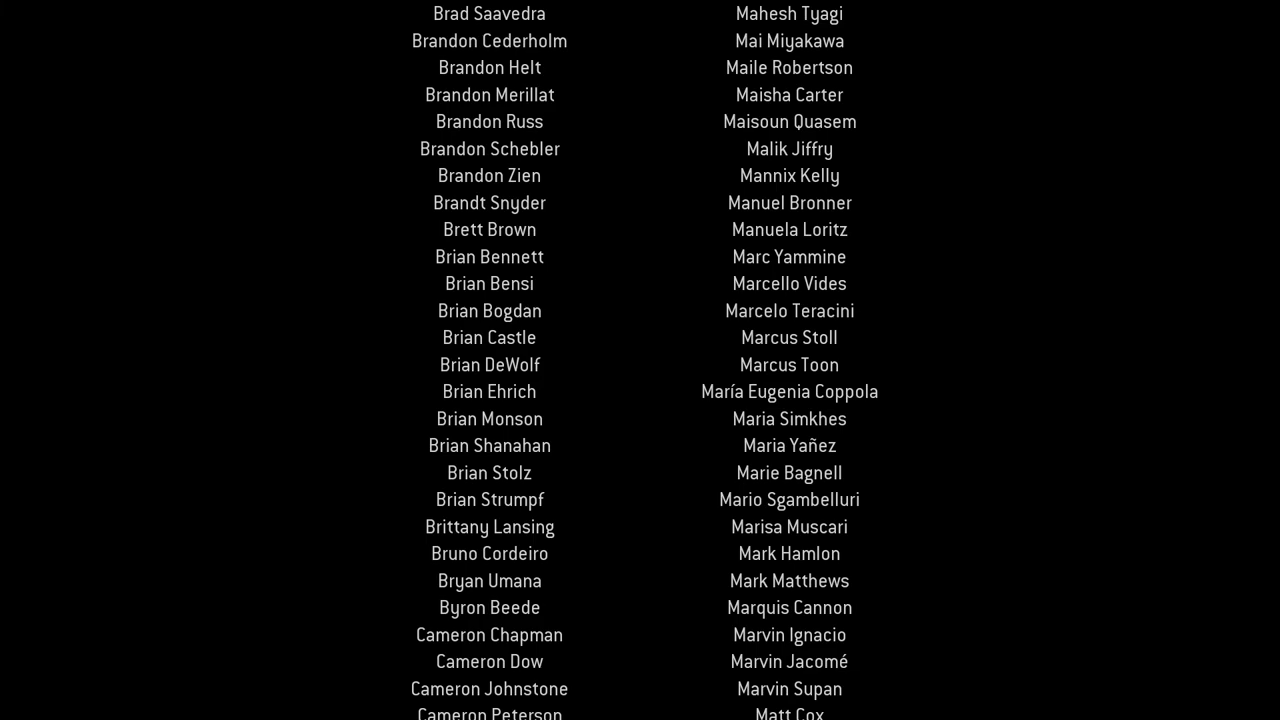 Brad Saavedra
Brandon Cederholm
Brandon Helt
Brandon Merillat
Brandon Russ
Brandon Schebler
Brandon Zien
Brandt Snyder
Brett Brown
Brian Bennett
Brian Bensi
Brian Bogdan
Brian Castle
Brian DeWolf
Brian Ehrich
Brian Monson
Brian Shanahan
Brian Stolz
Brian Strumpf
Brittany Lansing
Bruno Cordeiro
Bryan Umana
Byron Beede
Cameron Chapman
Cameron Dow
Cameron Johnstone
Cameron Peterson
Mahesh Tyagi
Mai Miyakawa
Maile Robertson
Maisha Carter
Maisoun Quasem
Malik Jiffry
Mannix Kelly
Manuel Bronner
Manuela Loritz
Marc Yammine
Marcello Vides
Marcelo Teracini
Marcus Stoll
Marcus Toon
María Eugenia Coppola
Maria Simkhes
Maria Yañez
Marie Bagnell
Mario Sgambelluri
Marisa Muscari
Mark Hamlon
Mark Matthews
Marquis Cannon
Marvin Ignacio
Marvin Jacomé
Marvin Supan
Matt Cox